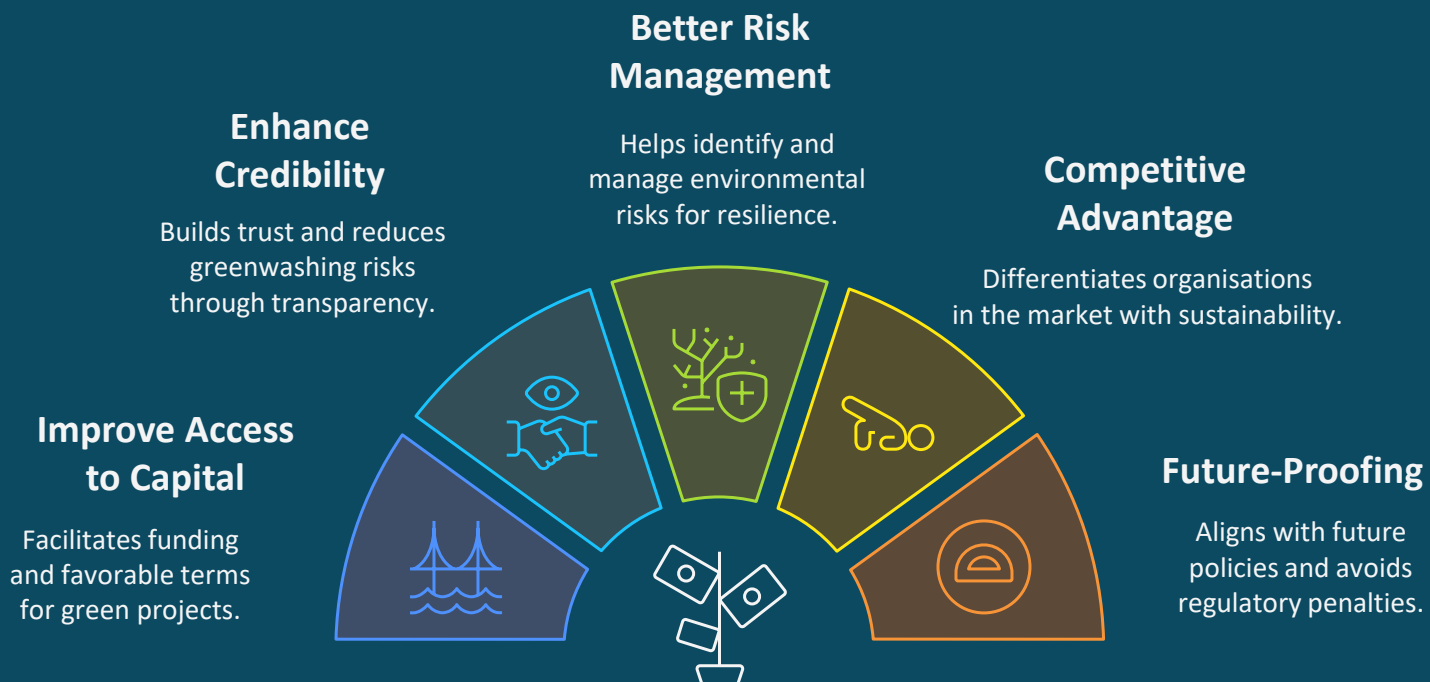 Improve Access
to Capital
Facilitates funding
and favorable terms
for green projects.
Enhance
Credibility
Builds trust and reduces
greenwashing risks
through transparency.
Better Risk
Management
Helps identify and
manage environmental
risks for resilience.
Competitive
Advantage
Differentiates organisations
in the market with sustainability.
Future-Proofing
Aligns with future
policies and avoids
regulatory penalties.